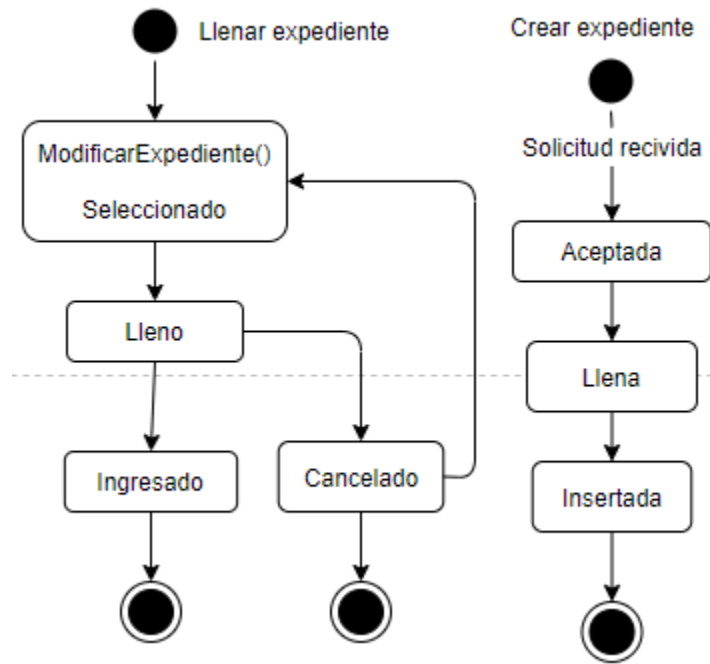 Llenar expediente
ModificarExpediente()
Seleccionado
Lleno
Ingresado
Cancelado
Crear expediente
Solicitud recivida
Aceptada
Llena
Insertada